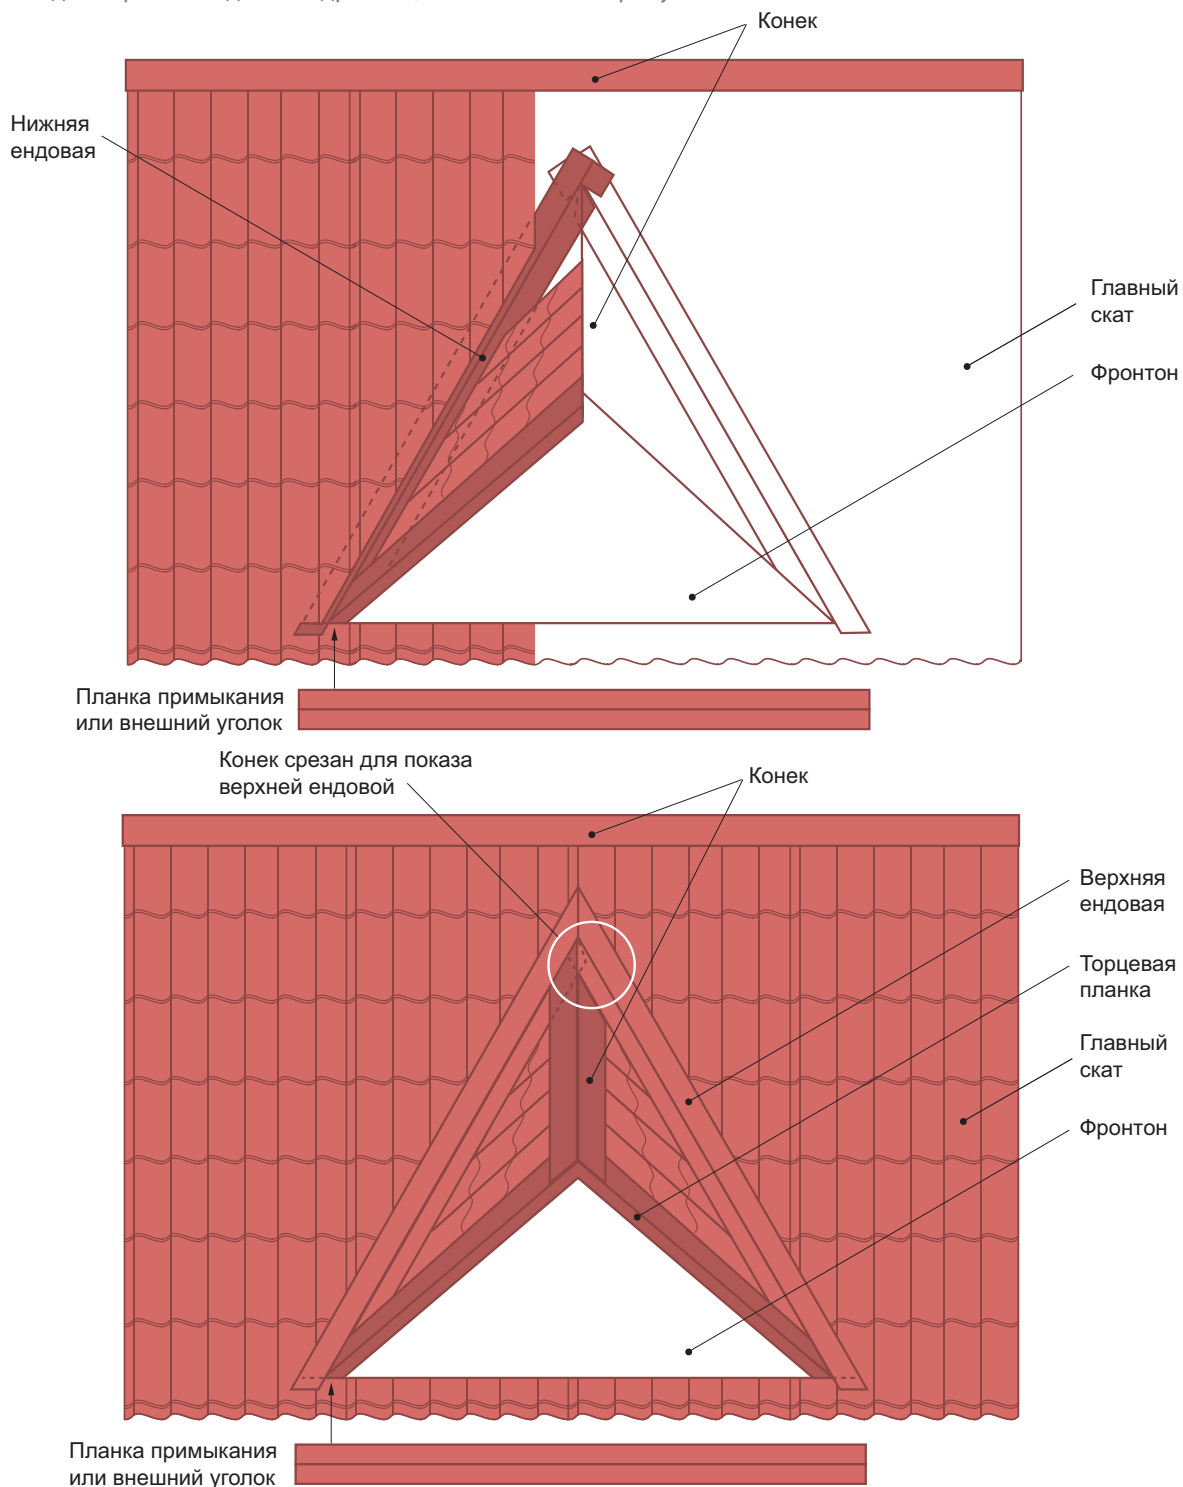 Конек
Нижняя
ендовая
Главный
скат
Фронтон
Планка примыкания
или внешний уголок
Конек срезан для показа
верхней ендовой
Конек
Верхняя
ендовая
Торцевая
планка
Главный
скат
Фронтон
Планка примыкания
или внешний уголок